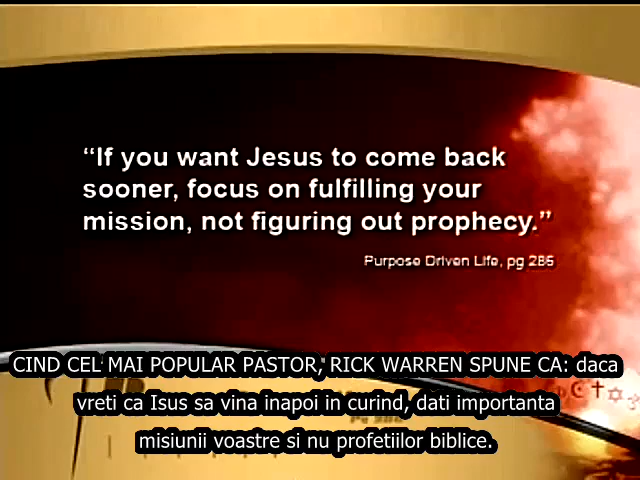 “If you want Jesus to come back
sooner, focus on fulfilling your
mission, not figuring out prophecy.”
Purpose Driven Life, pg 286
CIND CEL MAI POPULAR PASTOR, RICK WARREN SPUNE CA: daca
vreti ca Isus sa vina inapoi in curind, dati importanta
misiunii voastre si nu profetiilor biblice.